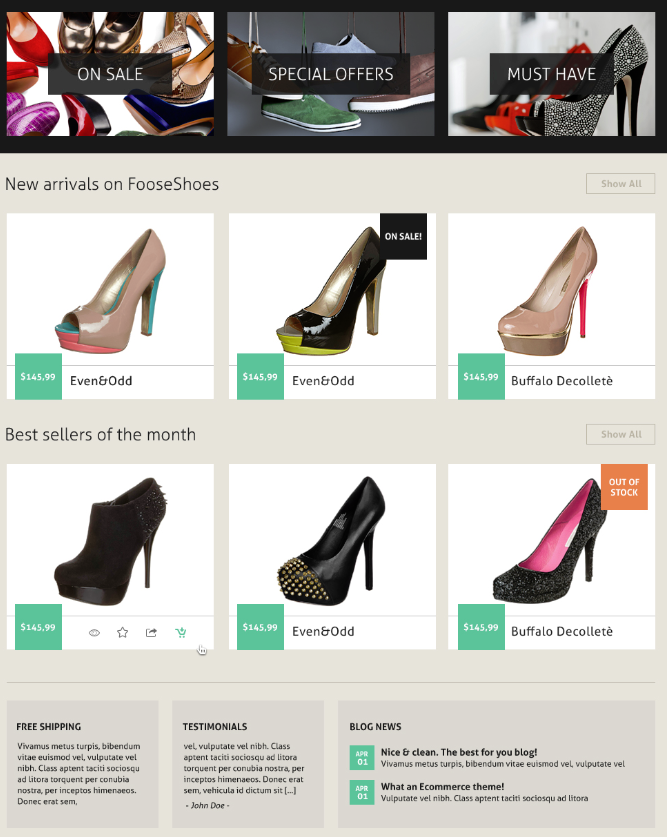 ON SALE
SPECIAL OFFERS
MUST HAVE
New arrivals on FooseShoes
Show All
ON SALE!
$145,99
Even&Odd
$145,99
Even&Odd
$145,99
Buffalo Decolletè
Best sellers of the month
Show All
OUT OF
STOCK
$145,99
$145,99
Even&Odd
$145,99
Buffalo Decolletè
FREE SHIPPING
Vivamus metus turpis, bibendum
vitae euismod vel, vulputate vel
nibh. Class aptent taciti sociosqu
ad litora torquent per conubia
nostra, per inceptos himenaeos.
Donec erat sem,
TESTIMONIALS
vel, vulputate vel nibh. Class
aptent taciti sociosqu ad litora
torquent per conubia nostra, per
inceptos himenaeos. Donec erat
sem, vehicula id dictum sit [...]
- John Doe -
BLOG NEWS
APR
01
Nice & clean. The best for you blog!
Vivamus metus turpis, bibendum vitae euismod vel, vulputate vel
APR
01
What an Ecommerce theme!
Vulputate vel nibh. Class aptent taciti sociosqu ad litora